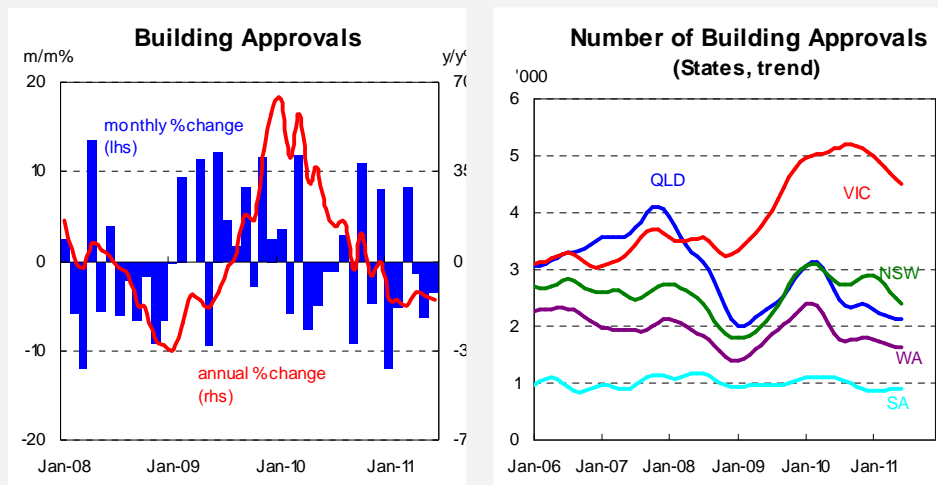 Building Approvals
m/m%
y/y%
20
10
0
-10
-20
70
35
0
-3
-7
monthly %change
(lhs)
annual %change
(rhs)
Jan-08
Jan-09
Jan-10
Jan-11
Number of Building Approvals
(States, trend)
'000
6
5
4
3
2
1
0
QLD
VIC
NSW
WA
SA
Jan-06
Jan-07
Jan-08
Jan-09
Jan-10
Jan-11